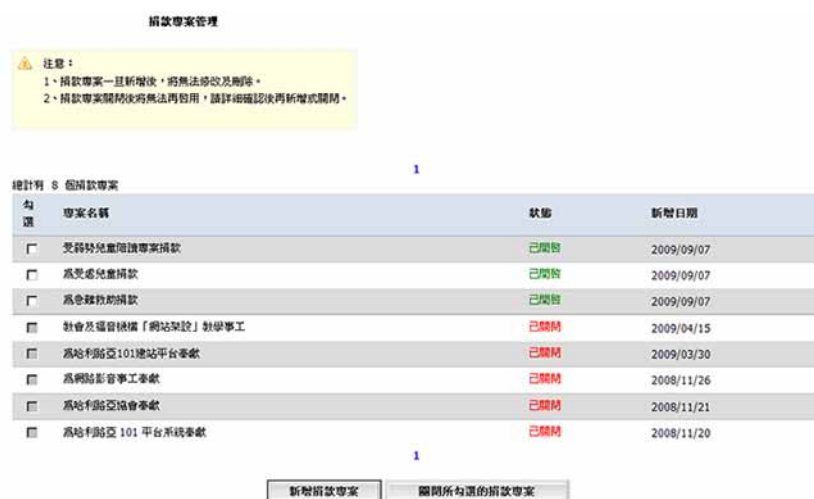 捐款專案管理
注意：
1、捐款專案一旦新增後，將無法修改及刪除。
2、捐款專案關閉後將無法再啟用，請詳細確認後再新增或關閉。
1
總計有 8 個捐款專案
勾選 專案名稱 狀態 新增日期
受弱勢兒童陪讀專案捐款 已開啟 2009/09/07
為受虐兒童捐款 已開啟 2009/09/07
為急難救助捐款 已開啟 2009/09/07
教會及福音機構「網站架設」教學事工 已關閉 2009/04/15
為哈利路亞101建站平台奉獻 已關閉 2009/03/30
為網路影音事工奉獻 已關閉 2008/11/26
為哈利路亞協會奉獻 已關閉 2008/11/21
為哈利路亞 101 平台系統奉獻 已關閉 2008/11/20
1
新增捐款專案 關閉所勾選的捐款專案